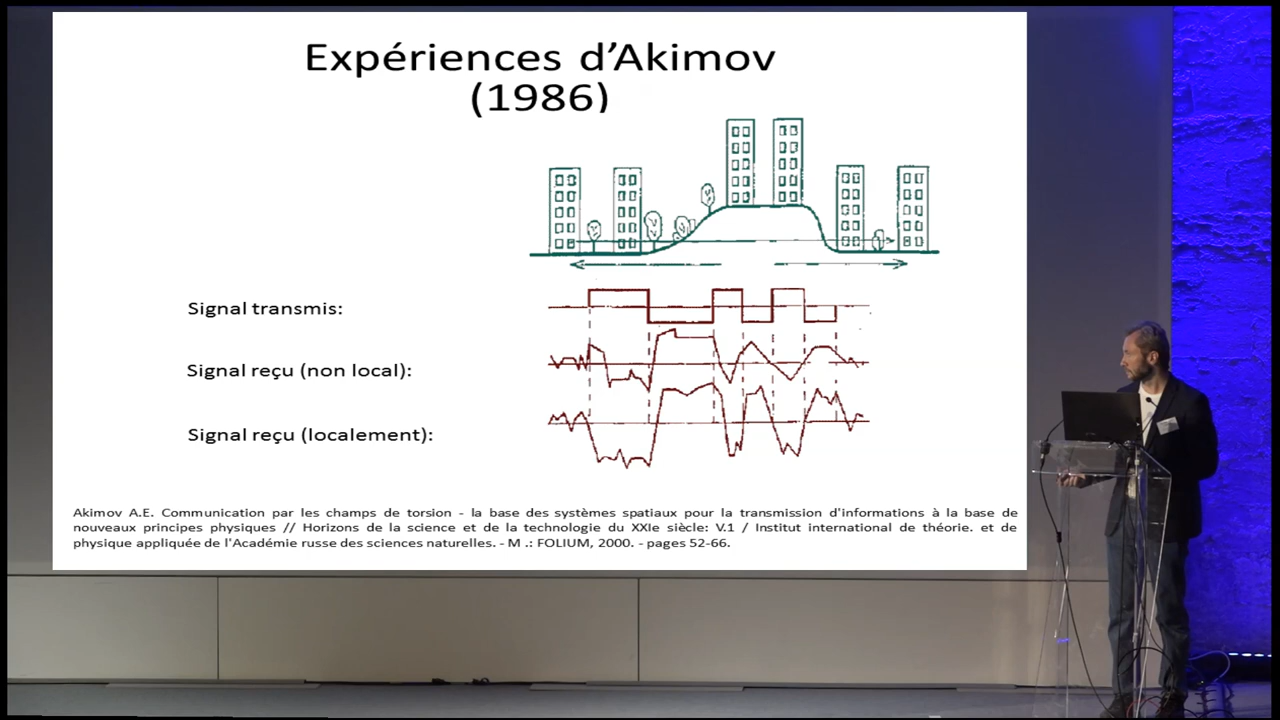 Expériences d’Akimov
(1986)
Signal transmis:
Signal reçu (non local):
Signal reçu (localement):
Akimov A.E. Communication par les champs de torsion - la base des systèmes spatiaux pour la transmission d'informations à la base de
nouveaux principes physiques // Horizons de la science et de la technologie du XXIe siècle: V.1 / Institut international de théorie. et de
physique appliquée de l'Académie russe des sciences naturelles. - M .: FOLIUM, 2000. - pages 52-66.